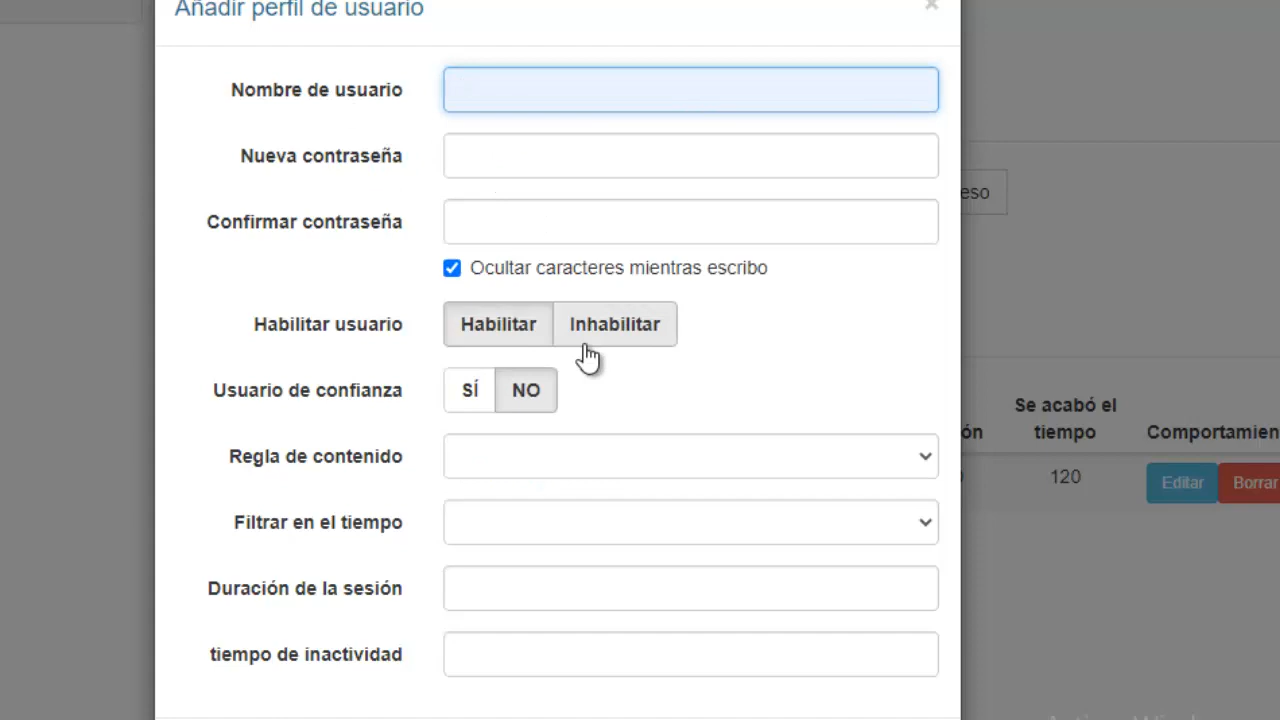 Añadir perfil de usuario ×
Nombre de usuario
Nueva contraseña
Confirmar contraseña
Ocultar caracteres mientras escribo
Habilitar usuario Habilitar Inhabilitar
Usuario de confianza SÍ NO
Regla de contenido
Filtrar en el tiempo
Duración de la sesión
tiempo de inactividad
eso
Se acabó el
ón tiempo Comportamien
120 Editar Borrar